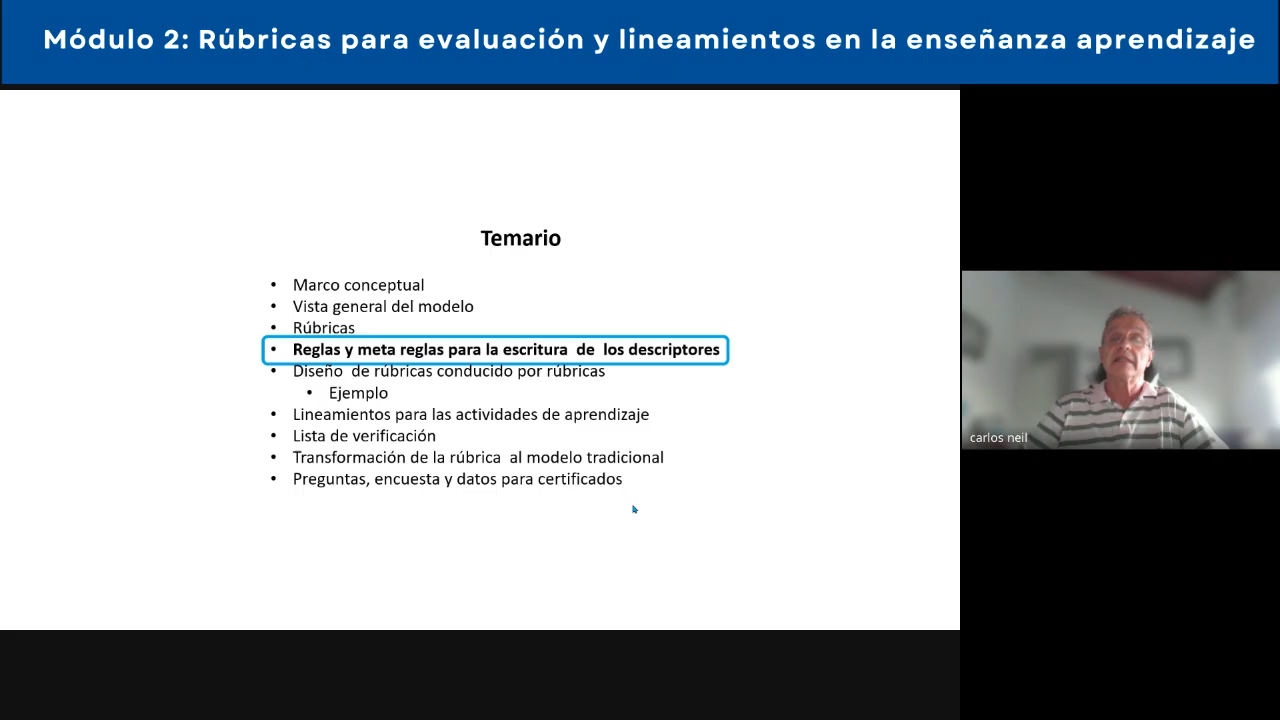 Módulo 2: Rúbricas para evaluación y lineamientos en la enseñanza aprendizaje
Temario
• Marco conceptual
• Vista general del modelo
• Rúbricas
• Reglas y meta reglas para la escritura de los descriptores
• Diseño de rúbricas conducido por rúbricas
• Ejemplo
• Lineamientos para las actividades de aprendizaje
• Lista de verificación
• Transformación de la rúbrica al modelo tradicional
• Preguntas, encuesta y datos para certificados
carlos neil